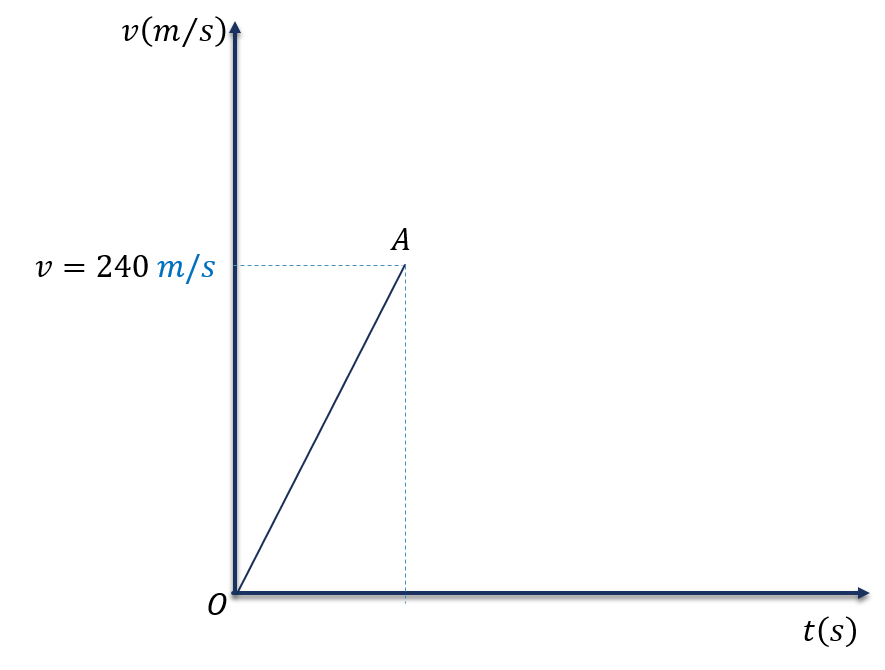 v(m/s)
A
v = 240 m/s
O
t(s)